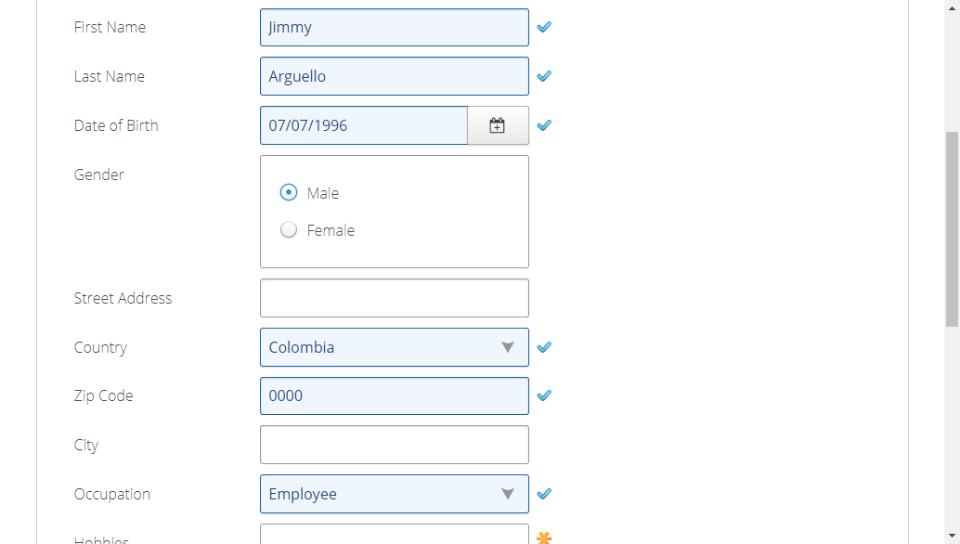 First Name Jimmy
Last Name Arguello
Date of Birth 07/07/1996
Gender
Male
Female
Street Address
Country Colombia
Zip Code 0000
City
Occupation Employee
Hobbies